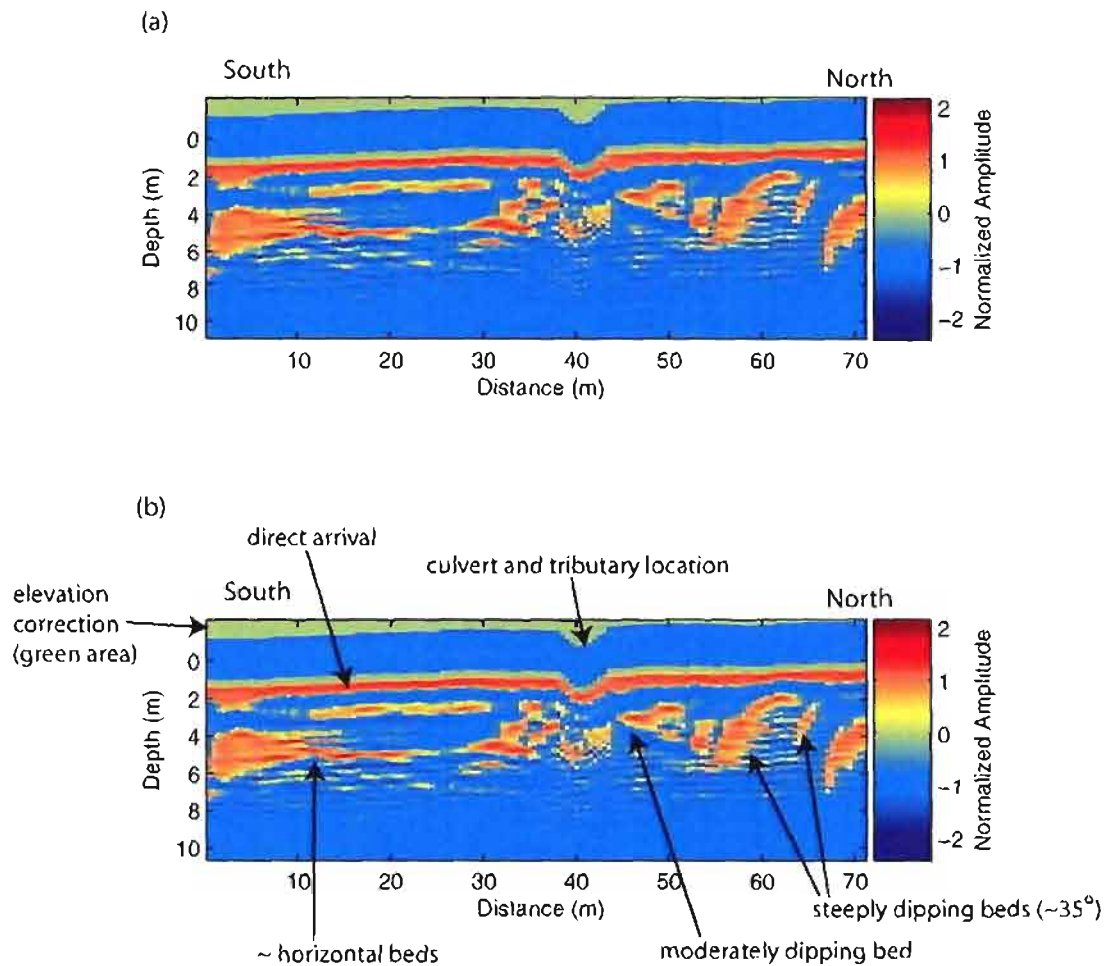 (a)
South
North
0
2
4
6
8
10
Depth (m)
10
20
30
40
50
60
70
Distance (m)
2
1
0
−1
−2
Normalized Amplitude
(b)
direct arrival
culvert and tributary location
elevation
correction
(green area)
South
North
0
2
4
6
8
10
Depth (m)
10
20
30
40
50
60
70
Distance (m)
2
1
0
−1
−2
Normalized Amplitude
steeply dipping beds (~35°)
~ horizontal beds
moderately dipping bed